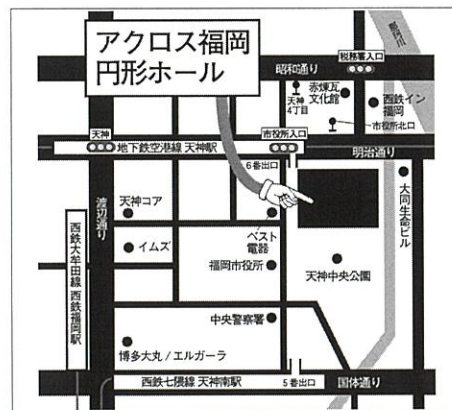 アクロス福岡
円形ホール
那珂川
税務署入口
昭和通り
天神
4丁目
赤煉瓦
文化館
西鉄イン
福岡
市役所北口
天神
市役所入口
地下鉄空港線 天神駅
明治通り
6番出口
渡辺通り
天神コア
ベスト
電器
イムズ
福岡市役所
天神中央公園
大同生命ビル
西鉄大牟田線 西鉄福岡駅
中央警察署
博多大丸/エルガーラ
西鉄七隈線 天神南駅
5番出口
国体通り